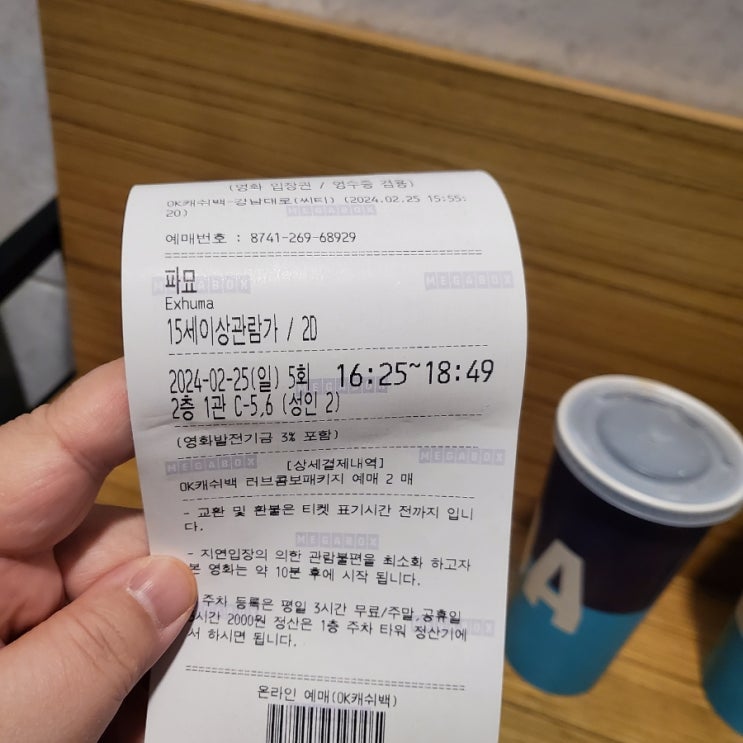 (영화 입장권 / 영수증 겸용)
OK캐쉬백-강남대로(씨티) (2024.02.25 15:55:
20)
예매번호 : 8741-269-68929
파묘
Exhuma
15세이상관람가 / 2D
2024-02-25(일) 5회 16:25~18:49
2층 1관 C-5,6 (성인 2)
(영화발전기금 3% 포함)
[상세결제내역]
OK캐쉬백 러브콤보패키지 예매 2 매
- 교환 및 환불은 티켓 표기시간 전까지 입니
다.
- 지연입장의 의한 관람불편을 최소화 하고자
본 영화는 약 10분 후에 시작 됩니다.
주차 등록은 평일 3시간 무료/주말,공휴일
3시간 2000원 정산은 1층 주차 타워 정산기에
서 하시면 됩니다.
온라인 예매(OK캐쉬백)
MEGABOX
MEGABOX
MEGABOX
MEGABOX
MEGABOX
MEGABOX
MEGABOX
A